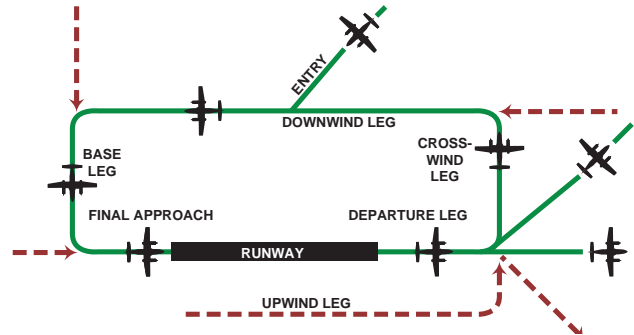 ENTRY
DOWNWIND LEG
CROSS-
WIND
LEG
BASE
LEG
FINAL APPROACH
DEPARTURE LEG
RUNWAY
UPWIND LEG